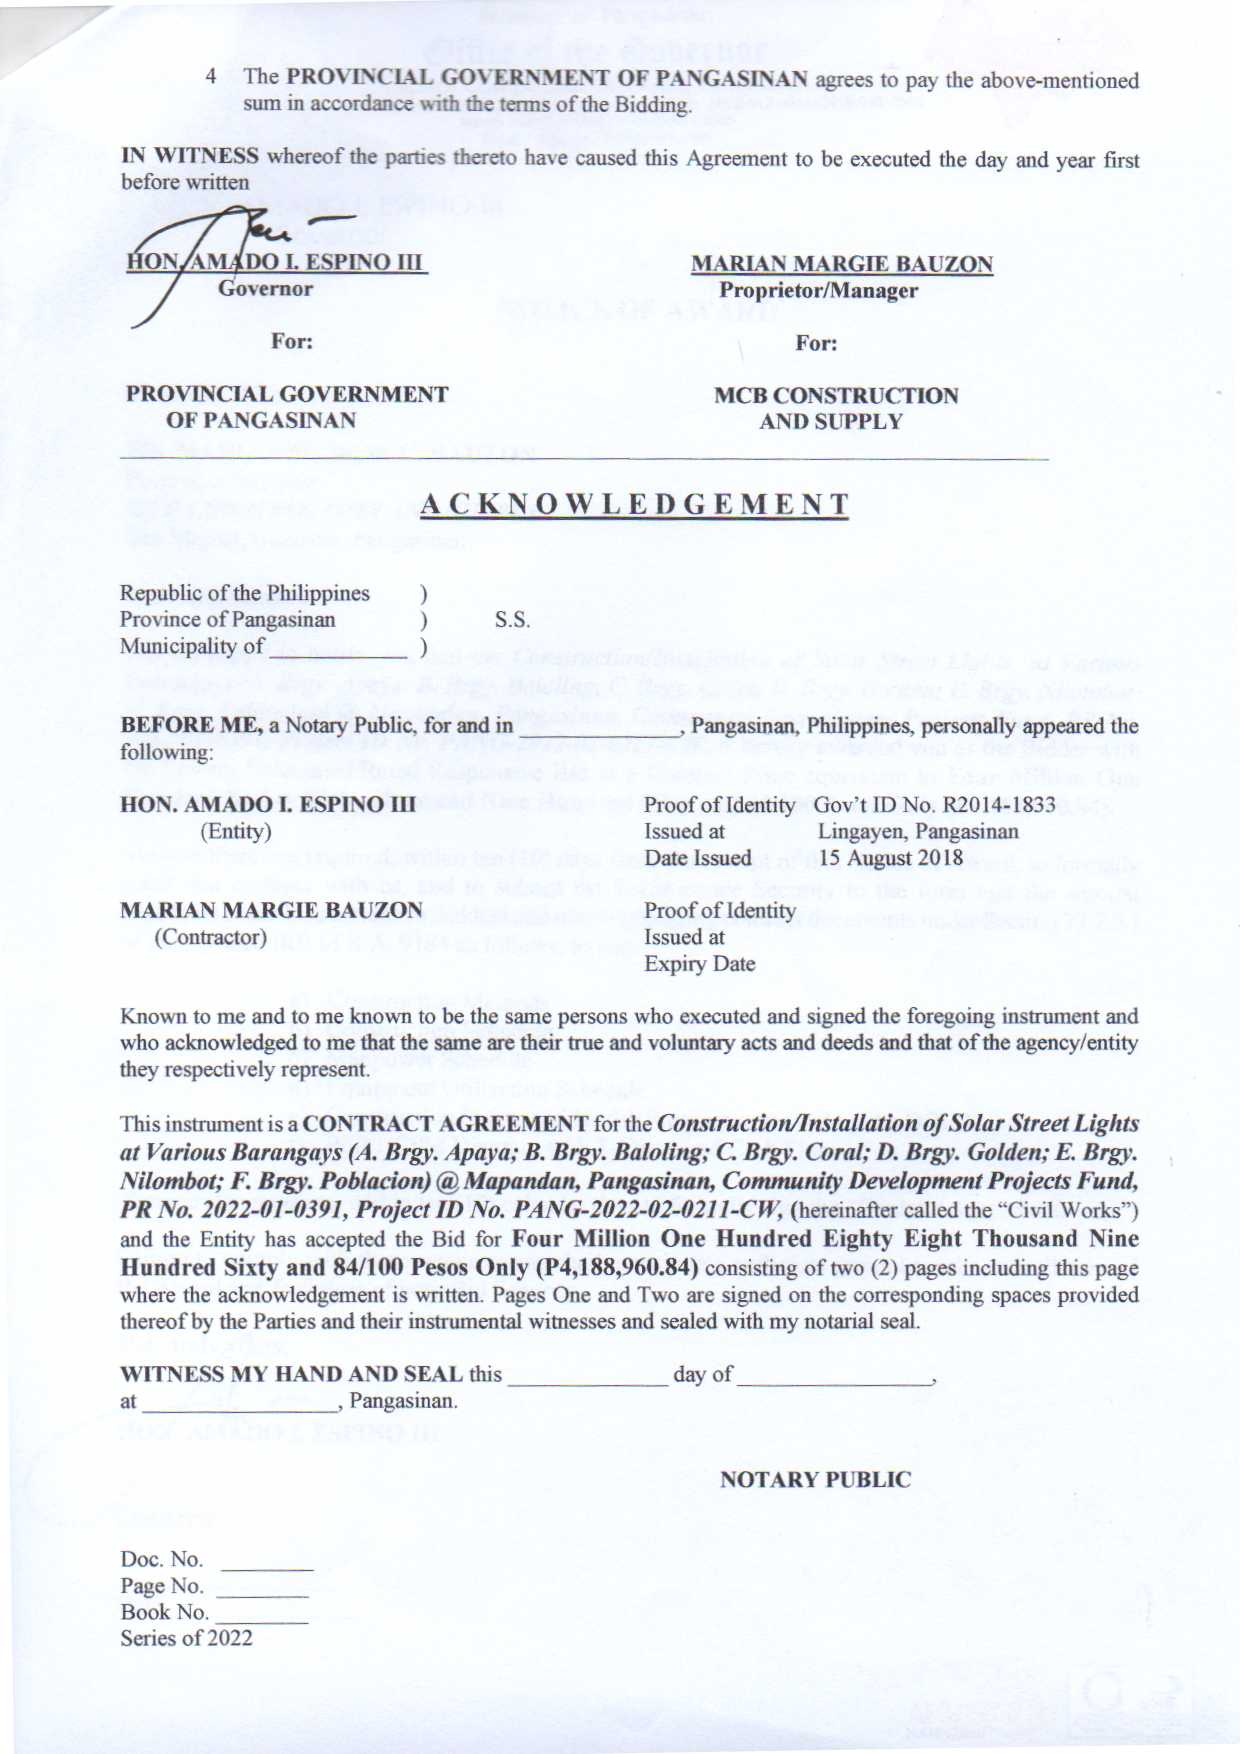 4 The PROVINCIAL GOVERNMENT OF PANGASINAN agrees to pay the above-mentioned
sum in accordance with the terms of the Bidding.
IN WITNESS whereof the parties thereto have caused this Agreement to be executed the day and year first
before written
HON. AMADO I. ESPINO III
Governor
MARIAN MARGIE BAUZON
Proprietor/Manager
For:
For:
PROVINCIAL GOVERNMENT
OF PANGASINAN
MCB CONSTRUCTION
AND SUPPLY
ACKNOWLEDGEMENT
Republic of the Philippines )
Province of Pangasinan ) S.S.
Municipality of ____________ )
BEFORE ME, a Notary Public, for and in ______________, Pangasinan, Philippines, personally appeared the
following:
HON. AMADO I. ESPINO III Proof of Identity Gov't ID No. R2014-1833
(Entity) Issued at Lingayen, Pangasinan
Date Issued 15 August 2018
MARIAN MARGIE BAUZON Proof of Identity
(Contractor) Issued at
Expiry Date
Known to me and to me known to be the same persons who executed and signed the foregoing instrument and
who acknowledged to me that the same are their true and voluntary acts and deeds and that of the agency/entity
they respectively represent.
This instrument is a CONTRACT AGREEMENT for the Construction/Installation of Solar Street Lights
at Various Barangays (A. Brgy. Apaya; B. Brgy. Baloling; C. Brgy. Coral; D. Brgy. Golden; E. Brgy.
Nilombot; F. Brgy. Poblacion) @ Mapandan, Pangasinan, Community Development Projects Fund,
PR No. 2022-01-0391, Project ID No. PANG-2022-02-0211-CW, (hereinafter called the “Civil Works”)
and the Entity has accepted the Bid for Four Million One Hundred Eighty Eight Thousand Nine
Hundred Sixty and 84/100 Pesos Only (P4,188,960.84) consisting of two (2) pages including this page
where the acknowledgement is written. Pages One and Two are signed on the corresponding spaces provided
thereof by the Parties and their instrumental witnesses and sealed with my notarial seal.
WITNESS MY HAND AND SEAL this ______________ day of _________________,
at _________________, Pangasinan.
NOTARY PUBLIC
Doc. No. ________
Page No. ________
Book No. ________
Series of 2022